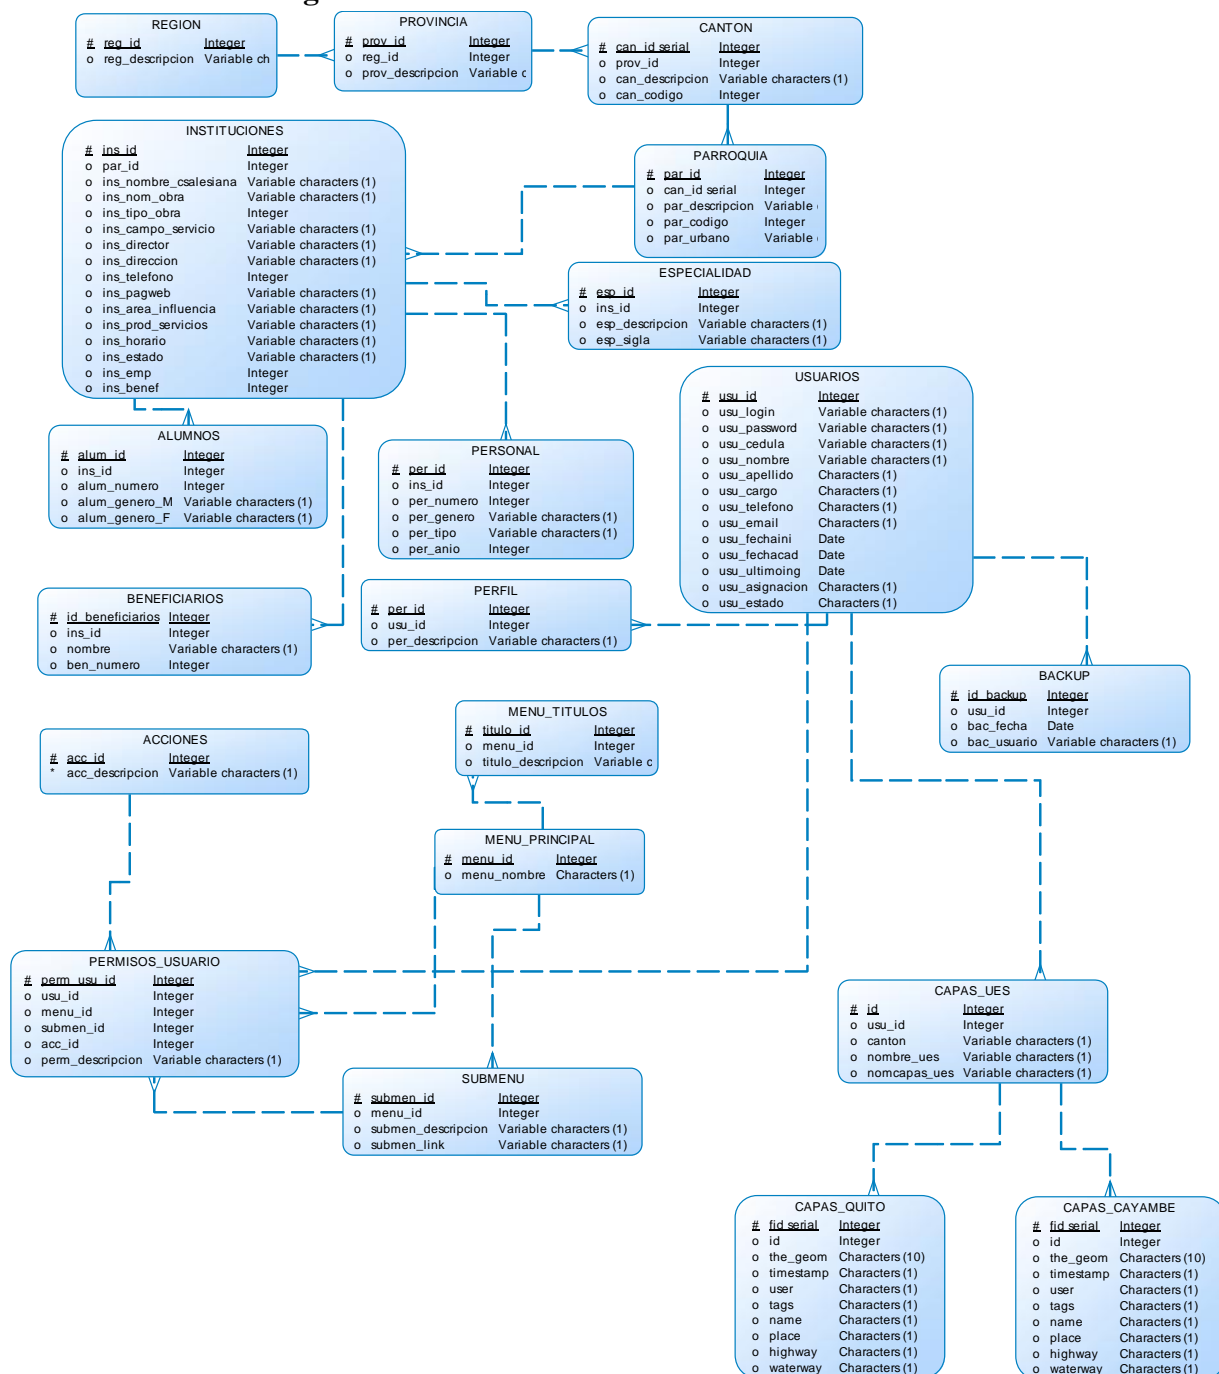 REGION
# reg_id Integer
o reg_descripcion Variable ch
PROVINCIA
# prov_id Integer
o reg_id Integer
o prov_descripcion Variable c
CANTON
# can_id serial Integer
o prov_id Integer
o can_descripcion Variable characters (1)
o can_codigo Integer
INSTITUCIONES
# ins_id Integer
o par_id Integer
o ins_nombre_csalesiana Variable characters (1)
o ins_nom_obra Variable characters (1)
o ins_tipo_obra Integer
o ins_campo_servicio Variable characters (1)
o ins_director Variable characters (1)
o ins_direccion Variable characters (1)
o ins_telefono Integer
o ins_pagweb Variable characters (1)
o ins_area_influencia Variable characters (1)
o ins_prod_servicios Variable characters (1)
o ins_horario Variable characters (1)
o ins_estado Variable characters (1)
o ins_emp Integer
o ins_benef Integer
PARROQUIA
# par_id Integer
o can_id serial Integer
o par_descripcion Variable
o par_codigo Integer
o par_urbano Variable
ESPECIALIDAD
# esp_id Integer
o ins_id Integer
o esp_descripcion Variable characters (1)
o esp_sigla Variable characters (1)
USUARIOS
# usu_id Integer
o usu_login Variable characters (1)
o usu_password Variable characters (1)
o usu_cedula Variable characters (1)
o usu_nombre Variable characters (1)
o usu_apellido Characters (1)
o usu_cargo Characters (1)
o usu_telefono Characters (1)
o usu_email Characters (1)
o usu_fechaini Date
o usu_fechacad Date
o usu_ultimoing Date
o usu_asignacion Characters (1)
o usu_estado Characters (1)
ALUMNOS
# alum_id Integer
o ins_id Integer
o alum_numero Integer
o alum_genero_M Variable characters (1)
o alum_genero_F Variable characters (1)
PERSONAL
# per_id Integer
o ins_id Integer
o per_numero Integer
o per_genero Variable characters (1)
o per_tipo Variable characters (1)
o per_anio Integer
BENEFICIARIOS
# id_beneficiarios Integer
o ins_id Integer
o nombre Variable characters (1)
o ben_numero Integer
PERFIL
# per_id Integer
o usu_id Integer
o per_descripcion Variable characters (1)
BACKUP
# id_backup Integer
o usu_id Integer
o bac_fecha Date
o bac_usuario Variable characters (1)
MENU_TITULOS
# titulo_id Integer
o menu_id Integer
o titulo_descripcion Variable c
ACCIONES
# acc_id Integer
* acc_descripcion Variable characters (1)
MENU_PRINCIPAL
# menu_id Integer
o menu_nombre Characters (1)
PERMISOS_USUARIO
# perm_usu_id Integer
o usu_id Integer
o menu_id Integer
o submen_id Integer
o acc_id Integer
o perm_descripcion Variable characters (1)
CAPAS_UES
# id Integer
o usu_id Integer
o canton Variable characters (1)
o nombre_ues Variable characters (1)
o nomcapas_ues Variable characters (1)
SUBMENU
# submen_id Integer
o menu_id Integer
o submen_descripcion Variable characters (1)
o submen_link Variable characters (1)
CAPAS_QUITO
# fid serial Integer
o id Integer
o the_geom Characters (10)
o timestamp Characters (1)
o user Characters (1)
o tags Characters (1)
o name Characters (1)
o place Characters (1)
o highway Characters (1)
o waterway Characters (1)
CAPAS_CAYAMBE
# fid serial Integer
o id Integer
o the_geom Characters (10)
o timestamp Characters (1)
o user Characters (1)
o tags Characters (1)
o name Characters (1)
o place Characters (1)
o highway Characters (1)
o waterway Characters (1)